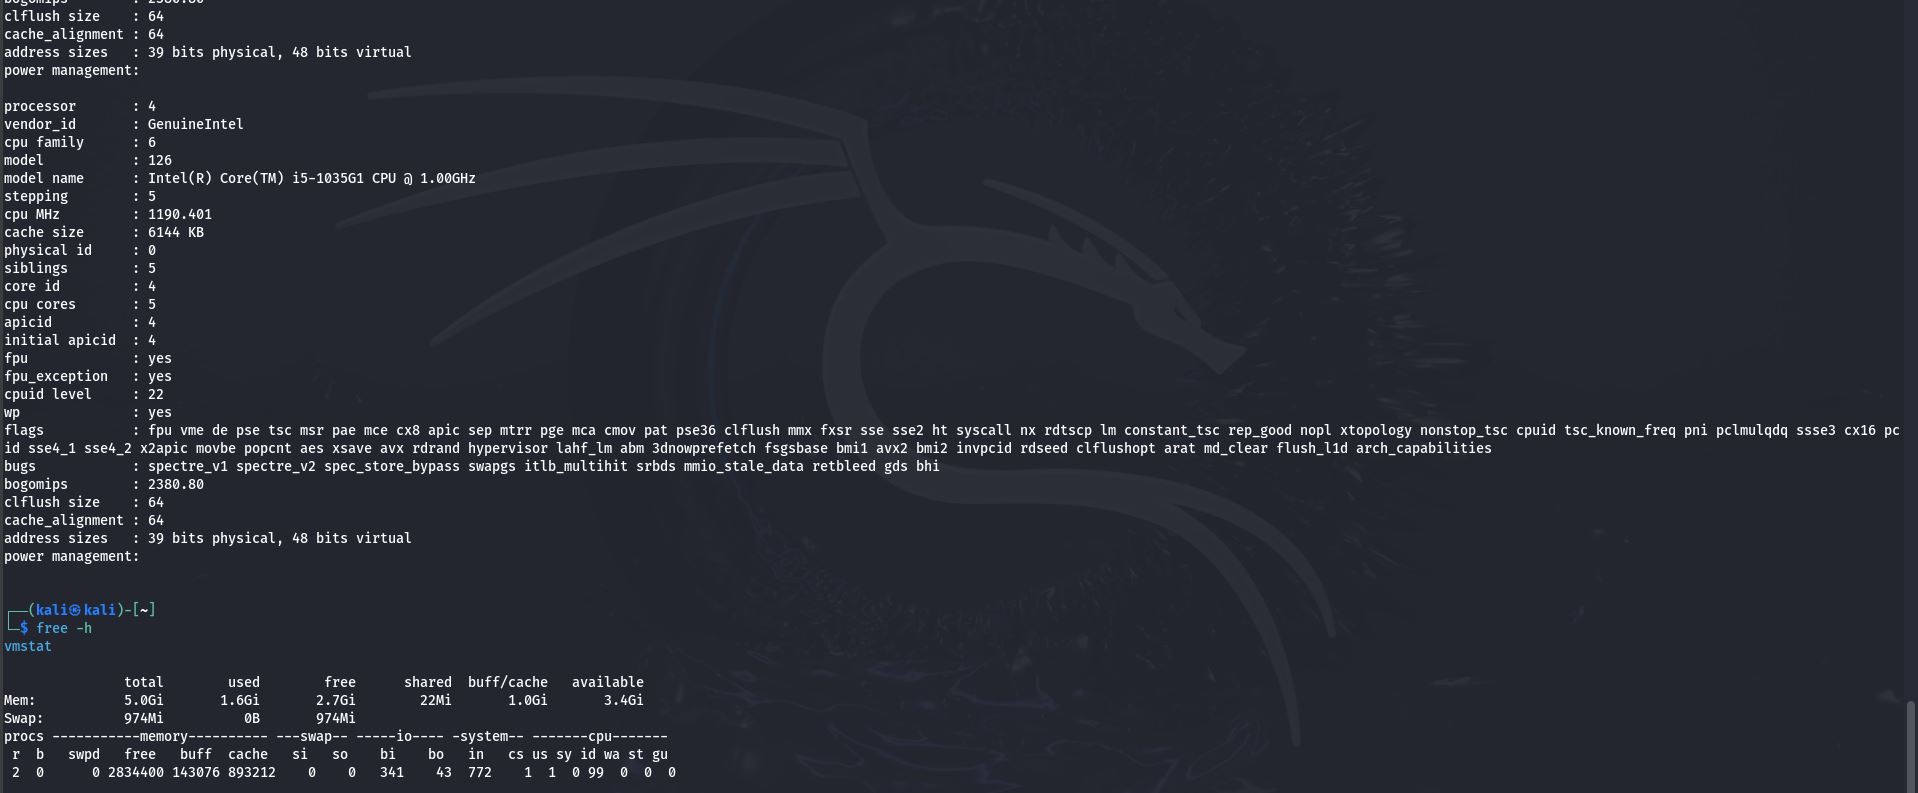 bogomips        : 2380.80
clflush size    : 64
cache_alignment : 64
address sizes   : 39 bits physical, 48 bits virtual
power management:

processor       : 4
vendor_id       : GenuineIntel
cpu family      : 6
model           : 126
model name      : Intel(R) Core(TM) i5-1035G1 CPU @ 1.00GHz
stepping        : 5
cpu MHz         : 1190.401
cache size      : 6144 KB
physical id     : 0
siblings        : 5
core id         : 4
cpu cores       : 5
apicid          : 4
initial apicid  : 4
fpu             : yes
fpu_exception   : yes
cpuid level     : 22
wp              : yes
flags           : fpu vme de pse tsc msr pae mce cx8 apic sep mtrr pge mca cmov pat pse36 clflush mmx fxsr sse sse2 ht syscall nx rdtscp lm constant_tsc rep_good nopl xtopology nonstop_tsc cpuid tsc_known_freq pni pclmulqdq ssse3 cx16 pc
id sse4_1 sse4_2 x2apic movbe popcnt aes xsave avx rdrand hypervisor lahf_lm abm 3dnowprefetch fsgsbase bmi1 avx2 bmi2 invpcid rdseed clflushopt arat md_clear flush_l1d arch_capabilities
bugs            : spectre_v1 spectre_v2 spec_store_bypass swapgs itlb_multihit srbds mmio_stale_data retbleed gds bhi
bogomips        : 2380.80
clflush size    : 64
cache_alignment : 64
address sizes   : 39 bits physical, 48 bits virtual
power management:

┌──(kali㉿kali)-[~]
└─$ free -h
vmstat

               total        used        free      shared  buff/cache   available
Mem:           5.0Gi       1.6Gi       2.7Gi        22Mi       1.0Gi       3.4Gi
Swap:          974Mi          0B       974Mi
procs -----------memory---------- ---swap-- -----io---- -system-- -------cpu-------
 r  b   swpd   free   buff  cache   si   so    bi    bo   in   cs us sy id wa st gu
 2  0      0 2834400 143076 893212    0    0   341    43  772    1  1  0 99  0  0  0